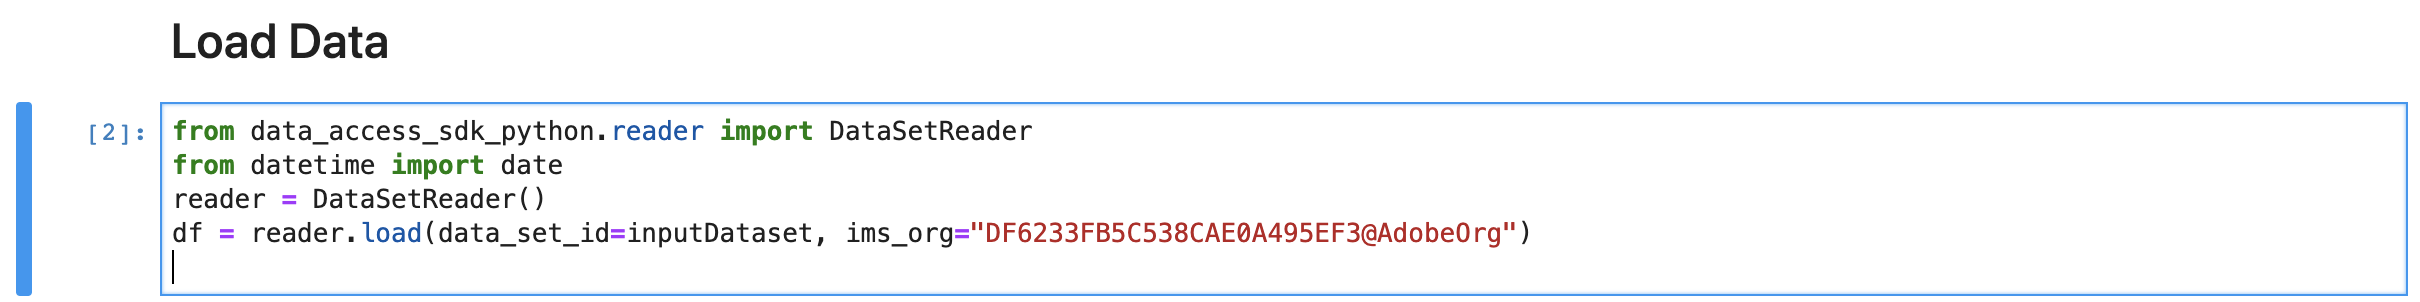 Load Data
[2]:
from data_access_sdk_python.reader import DataSetReader
from datetime import date
reader = DataSetReader()
df = reader.load(data_set_id=inputDataset, ims_org="DF6233FB5C538CAE0A495EF3@AdobeOrg")